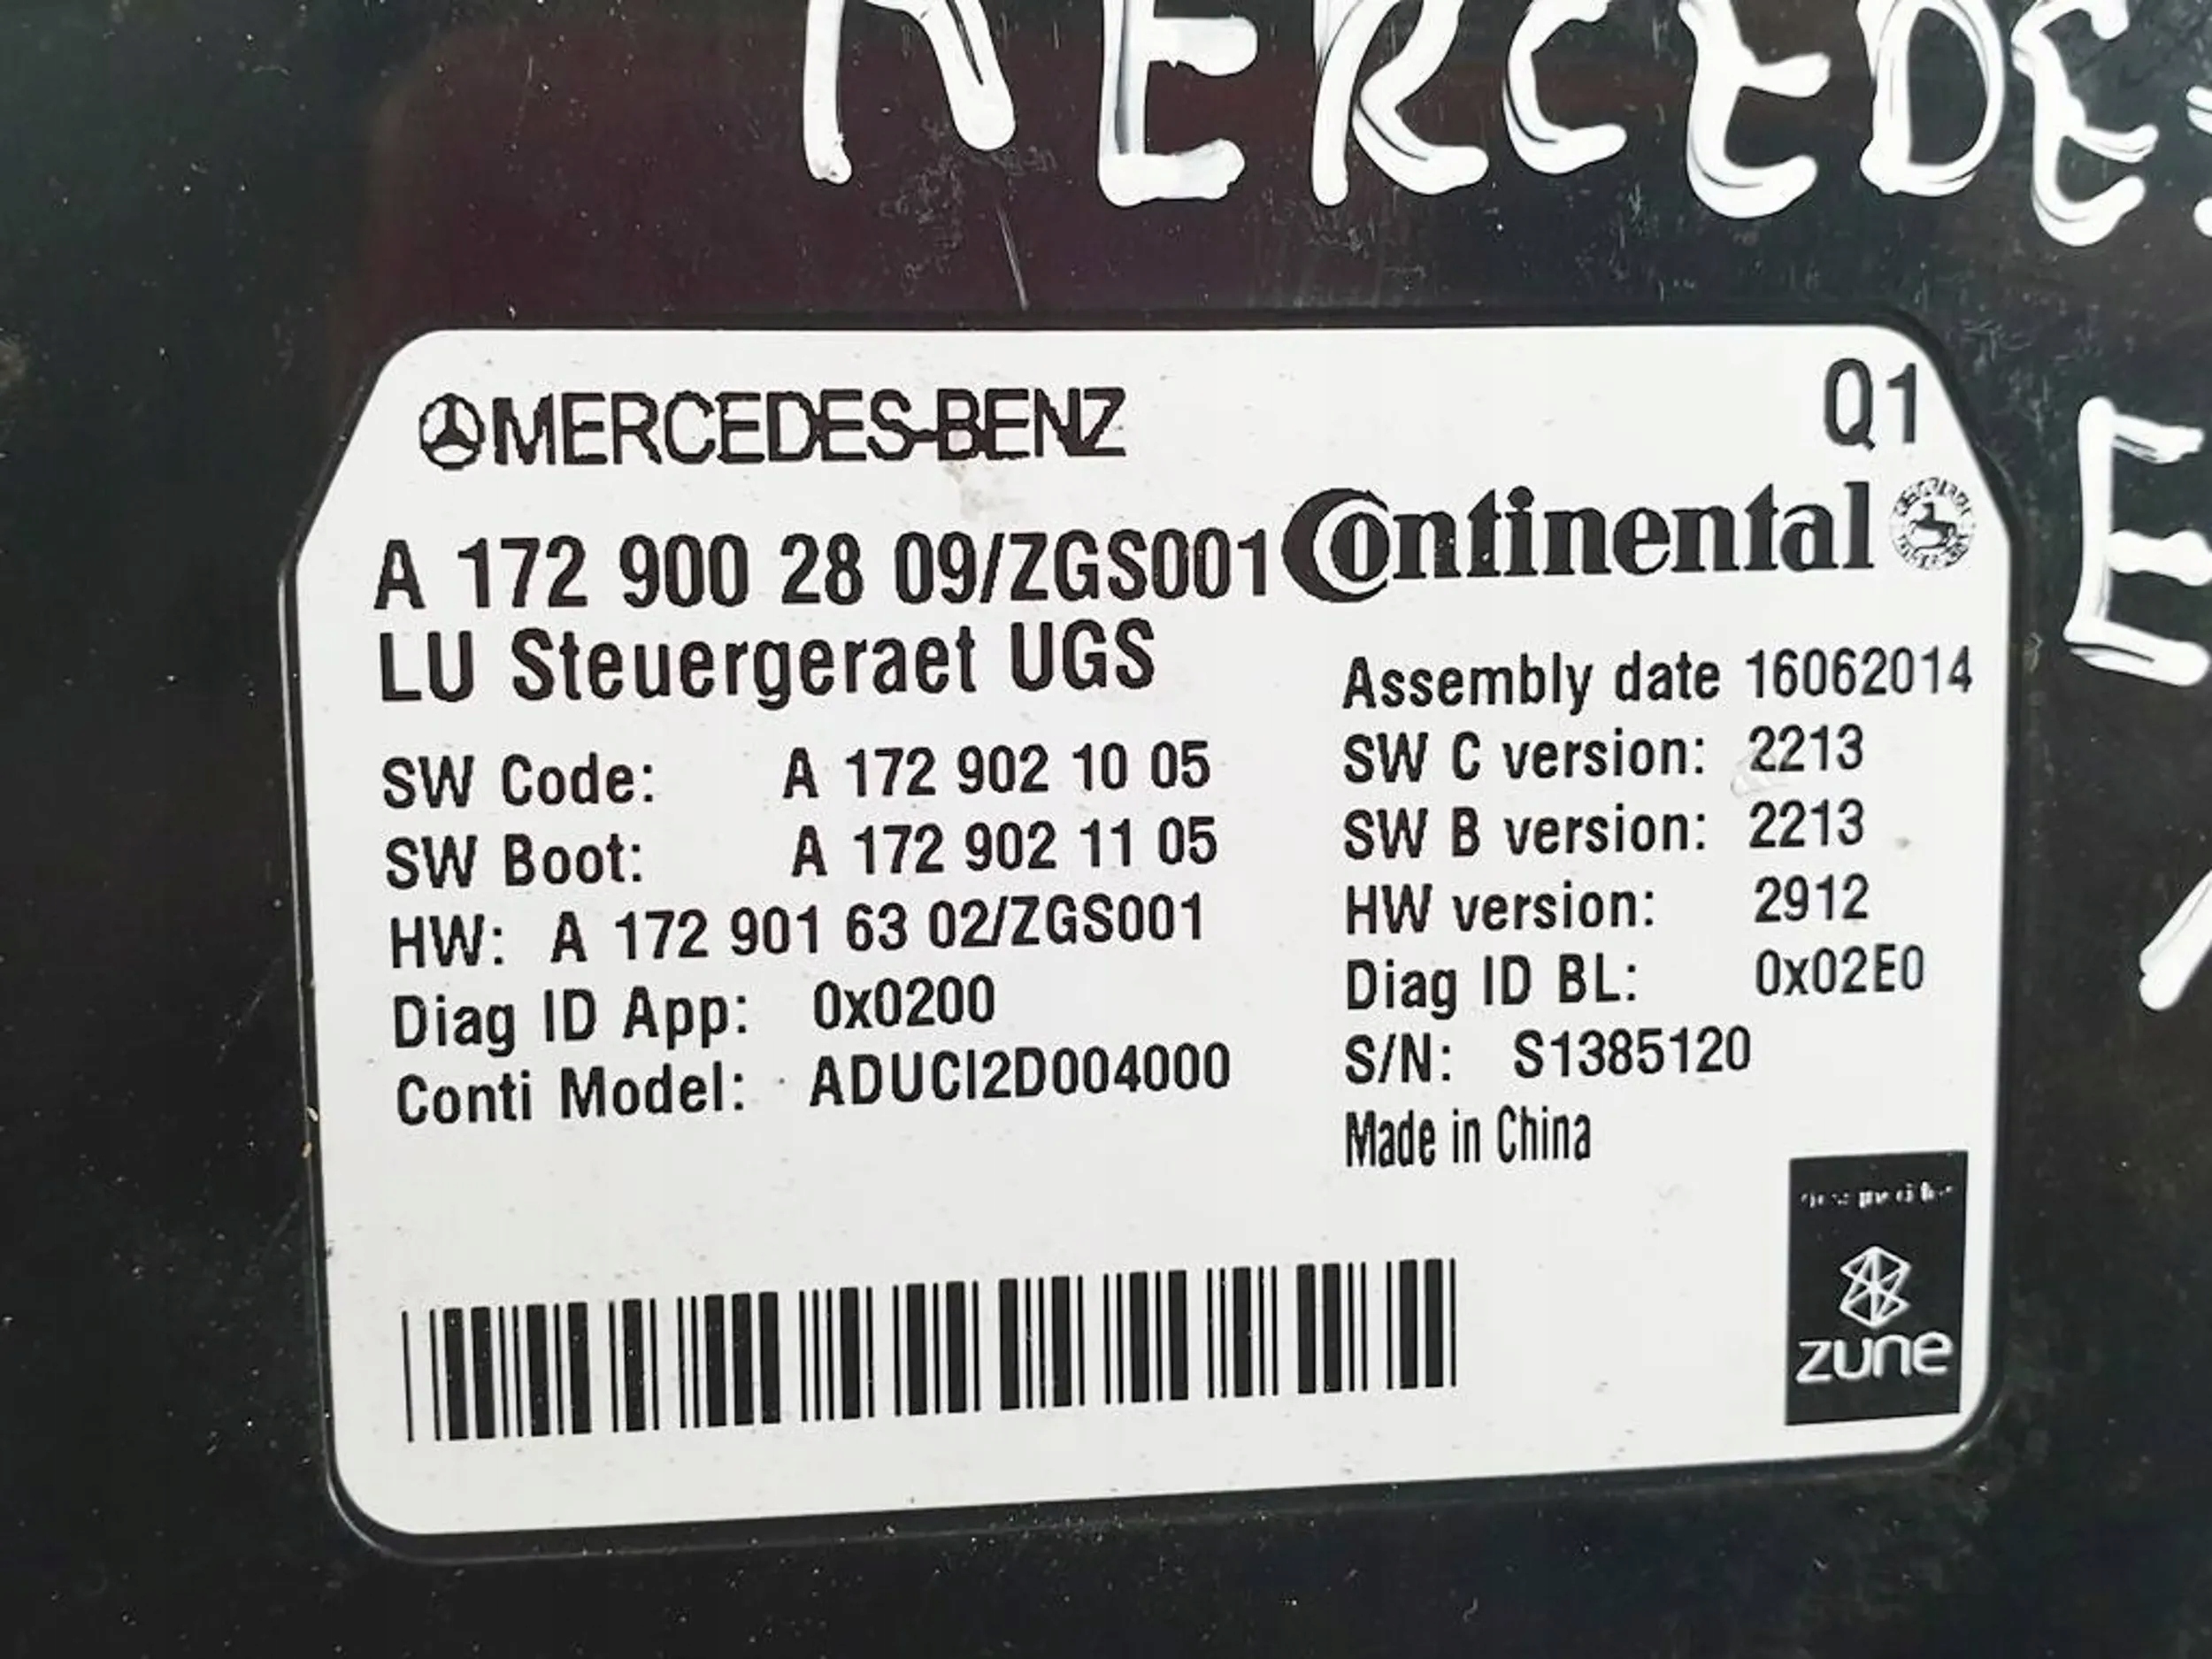 MERCEDES
E
MERCEDES-BENZ
Q1
A 172 900 28 09/ZGS001
Continental
LU Steuergeraet UGS
Assembly date 16062014
SW Code: A 172 902 10 05
SW C version: 2213
SW Boot: A 172 902 11 05
SW B version: 2213
HW: A 172 901 63 02/ZGS001
HW version: 2912
Diag ID App: 0x0200
Diag ID BL: 0x02E0
Conti Model: ADUCI2D004000
S/N: S1385120
Made in China
zune